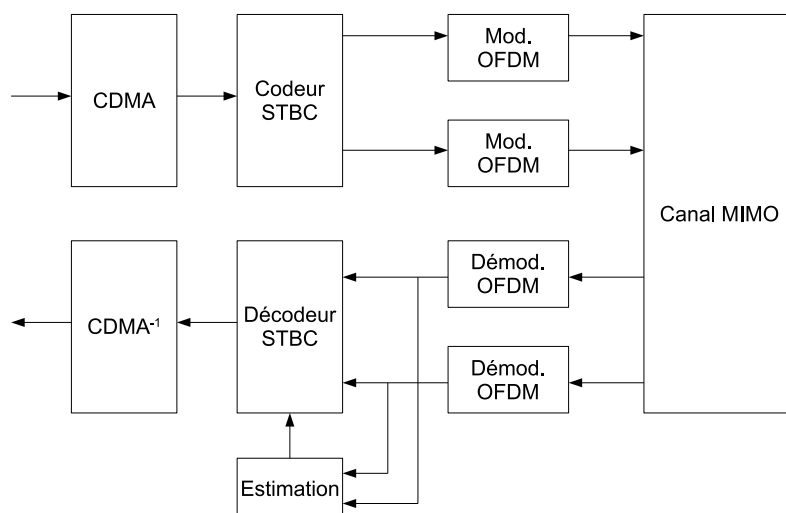 CDMA
Codeur
STBC
Mod.
OFDM
Mod.
OFDM
Canal MIMO
CDMA-1
Décodeur
STBC
Démod.
OFDM
Démod.
OFDM
Estimation